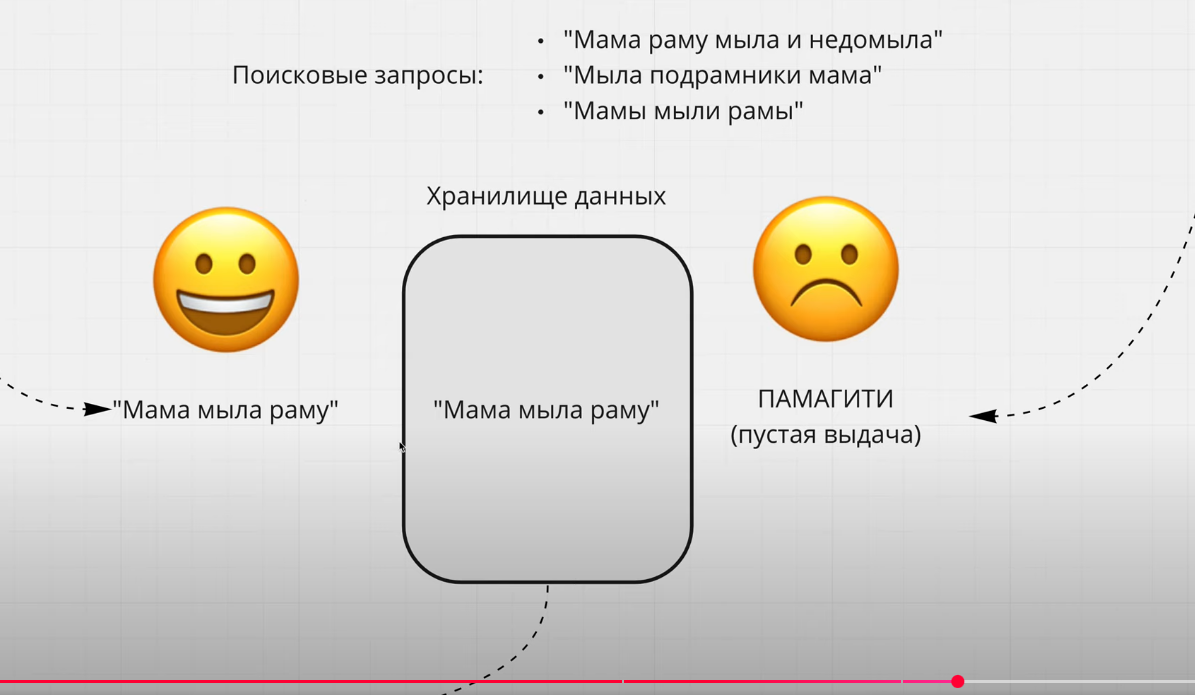 Поисковые запросы:
• "Мама раму мыла и недомыла"
• "Мыла подрамники мама"
• "Мамы мыли рамы"
Хранилище данных
"Мама мыла раму"
"Мама мыла раму"
ПАМАГИТИ
(пустая выдача)